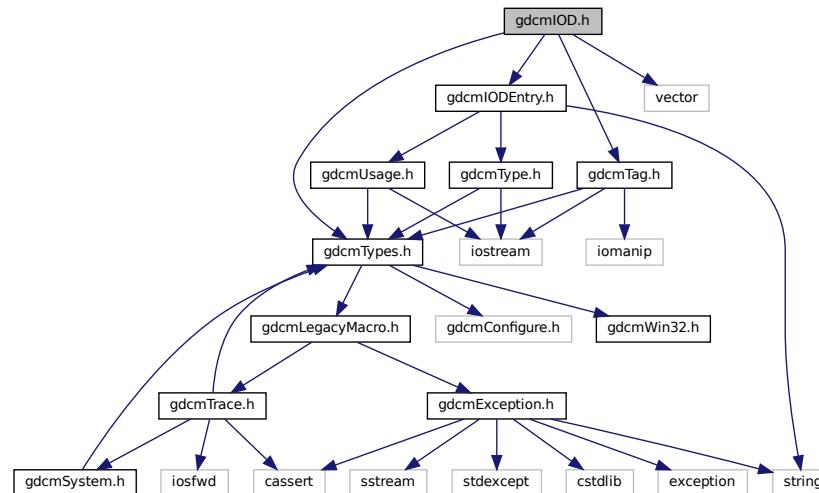 gdcmIOD.h
gdcmIODEntry.h
vector
gdcmUsage.h
gdcmType.h
gdcmTag.h
gdcmTypes.h
iostream
iomanip
gdcmLegacyMacro.h
gdcmConfigure.h
gdcmWin32.h
gdcmTrace.h
gdcmException.h
gdcmSystem.h
iosfwd
cassert
sstream
stdexcept
cstdlib
exception
string